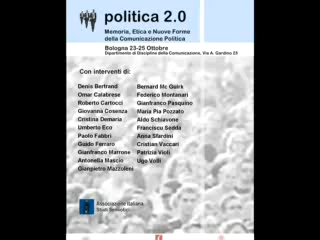 politica 2.0
Memoria, Etica e Nuove Forme
della Comunicazione Politica
Bologna 23-25 Ottobre
Dipartimento di Discipline della Comunicazione, Via A. Gardino 23
Con interventi di:
Denis Bertrand
Omar Calabrese
Roberto Cartocci
Giovanna Cosenza
Cristina Demaria
Umberto Eco
Paolo Fabbri
Guido Ferraro
Gianfranco Marrone
Antonella Mascio
Gianpietro Mazzoleni
Bernard Mc Guirk
Federico Montanari
Gianfranco Pasquino
Maria Pia Pozzato
Aldo Schiavone
Francisco Sedda
Anna Sfardini
Cristian Vaccari
Patrizia Violi
Ugo Volli
Associazione Italiana
Studi Semiotici